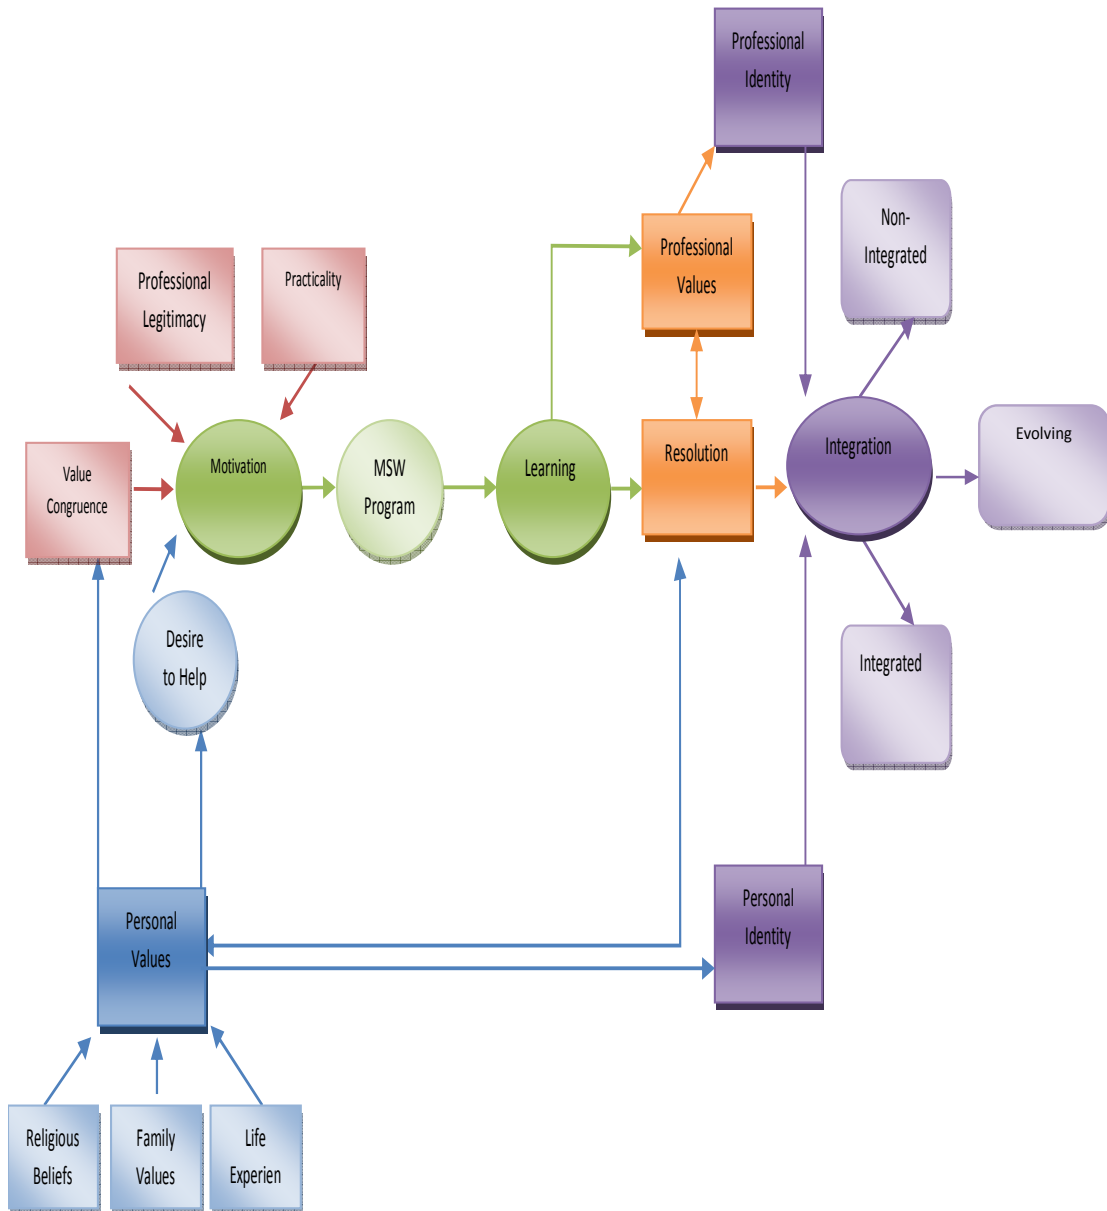 Professional
Identity
Non-
Integrated
Professional
Values
Professional
Legitimacy
Practicality
Evolving
Value
Congruence
Motivation
MSW
Program
Learning
Resolution
Integration
Desire
to Help
Integrated
Personal
Values
Personal
Identity
Religious
Beliefs
Family
Values
Life
Experien